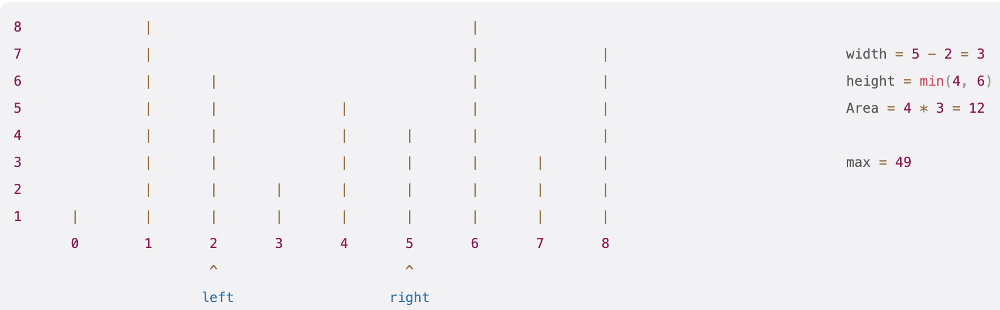 8 | |
7 | | | width = 5 − 2 = 3
6 | | | | height = min(4, 6)
5 | | | | | Area = 4 * 3 = 12
4 | | | | | |
3 | | | | | | | max = 49
2 | | | | | | | |
1 | | | | | | | | |
0 1 2 3 4 5 6 7 8
^ ^
left right